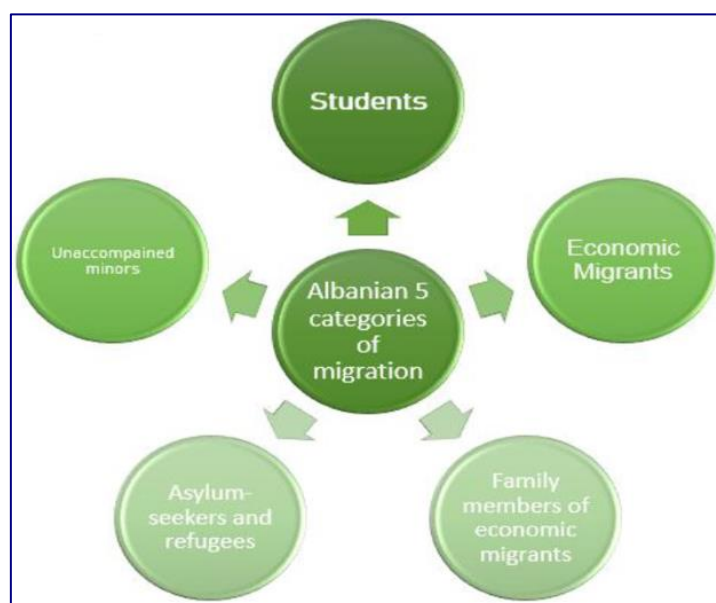 Students
Unaccompained
minors
Economic
Migrants
Albanian 5
categories
of
migration
Asylum-
seekers and
refugees
Family
members of
economic
migrants